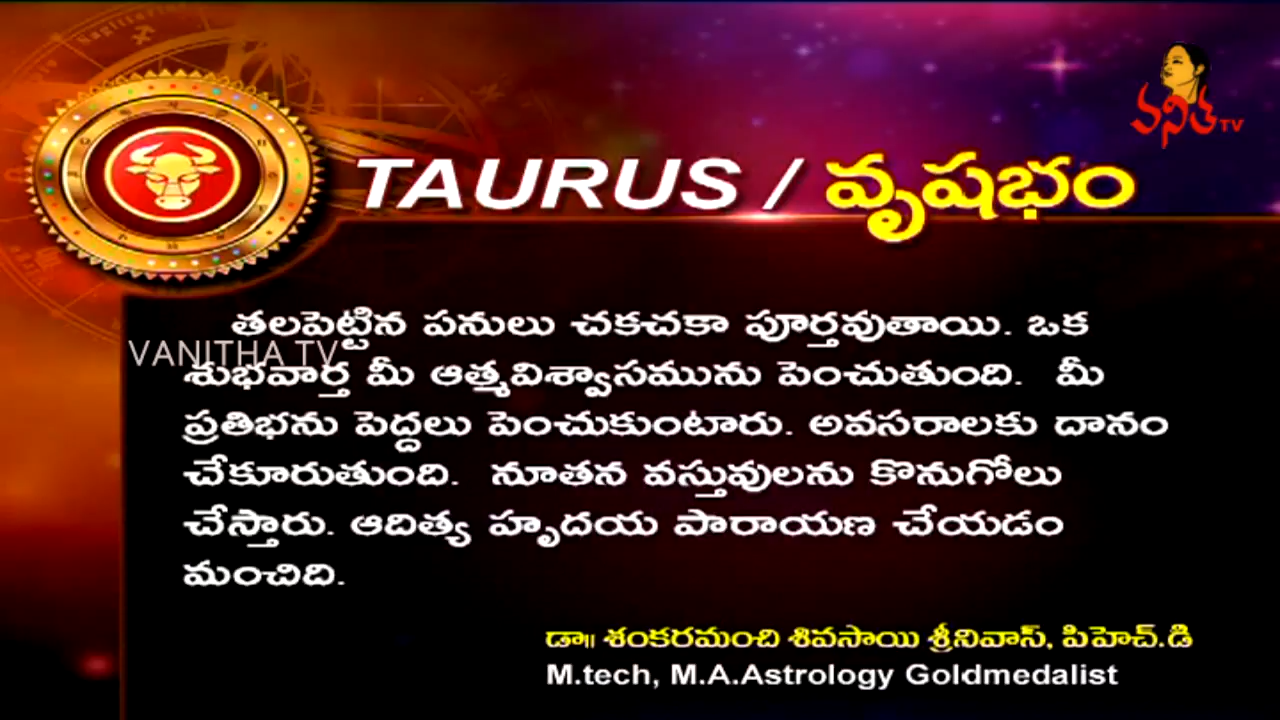 వనిత TV
TAURUS / వృషభం
తలపెట్టిన పనులు చకచకా పూర్తవుతాయి. ఒక
VANITHA TV
శుభవార్త మీ ఆత్మవిశ్వాసమును పెంచుతుంది. మీ
ప్రతిభను పెద్దలు పెంచుకుంటారు. అవసరాలకు దానం
చేకూరుతుంది. నూతన వస్తువులను కొనుగోలు
చేస్తారు. ఆదిత్య హృదయ పారాయణ చేయడం
మంచిది.
డా॥ శంకరమంచి శివసాయి శ్రీనివాస్, పిహెచ్.డి
M.tech, M.A.Astrology Goldmedalist